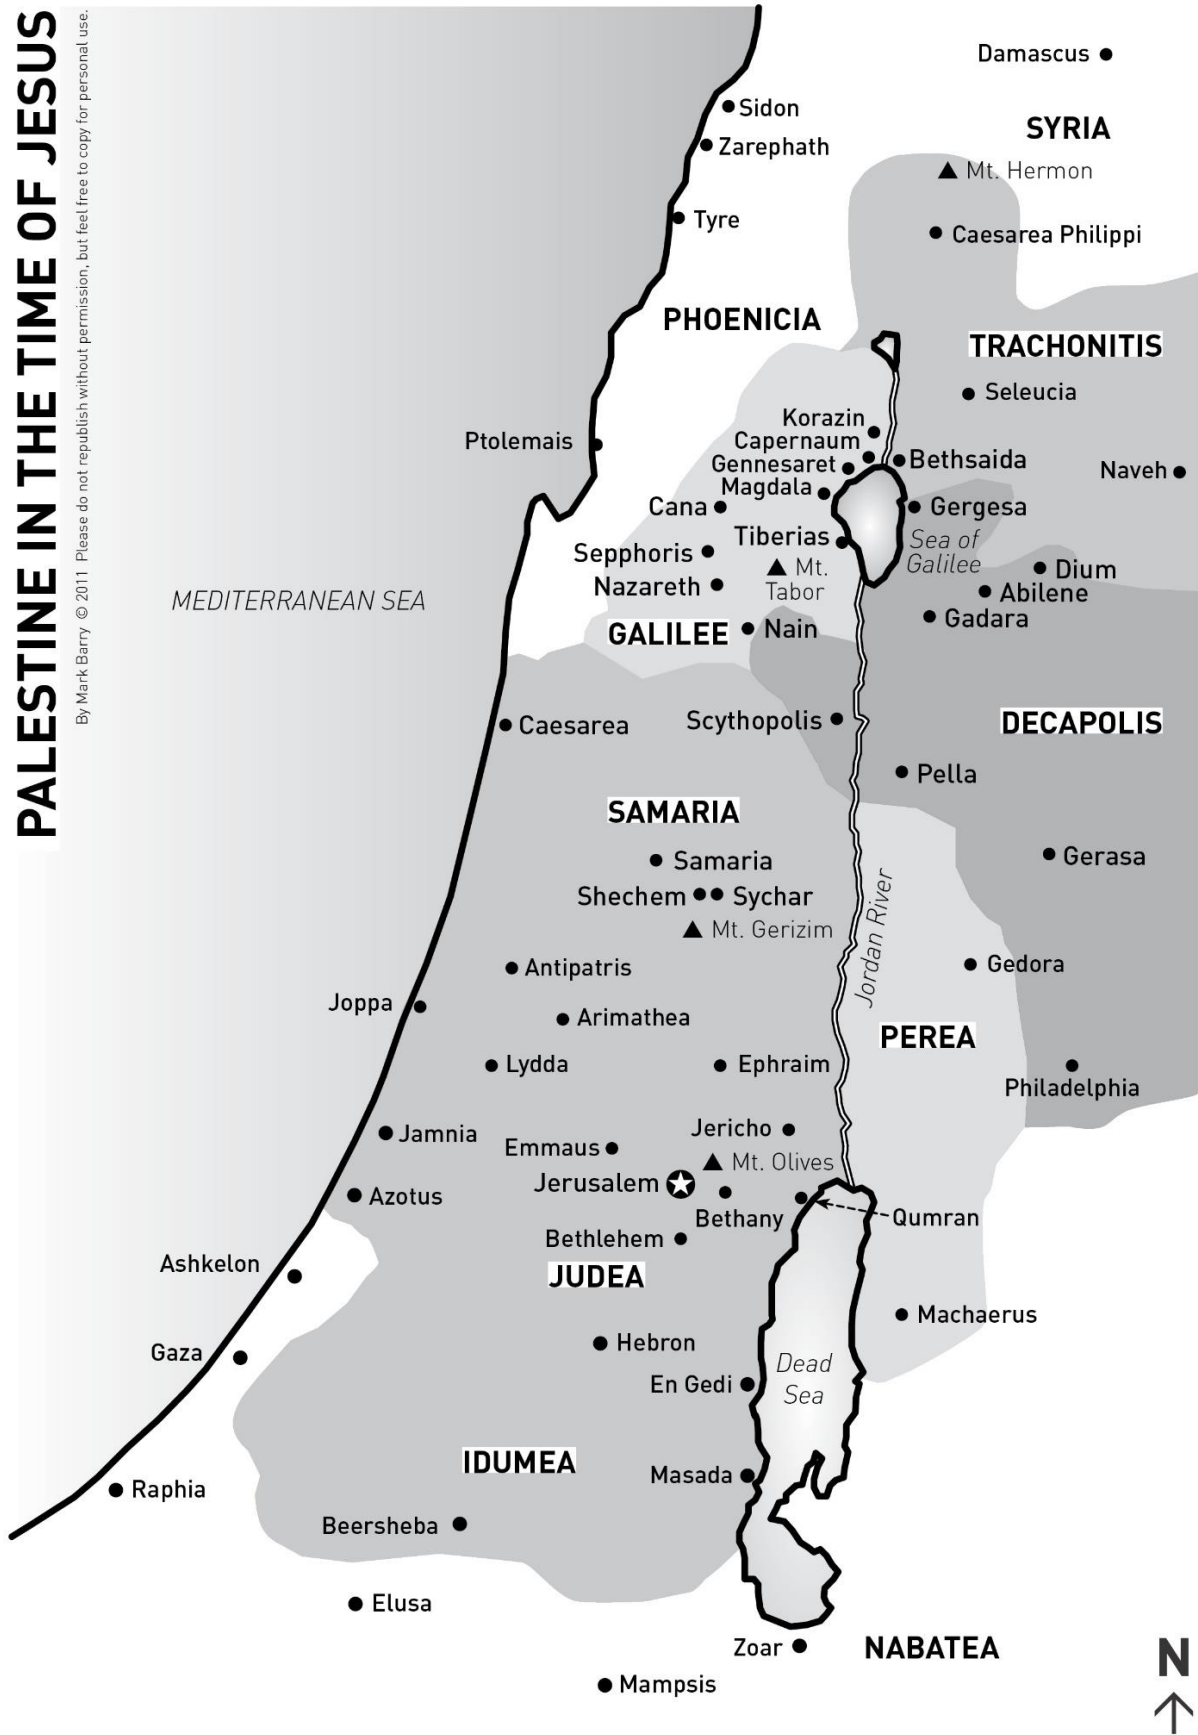 PALESTINE IN THE TIME OF JESUS
By Mark Barry © 2011 Please do not republish without permission, but feel free to copy for personal use.
Damascus
Sidon
SYRIA
Zarephath
Mt. Hermon
Tyre
Caesarea Philippi
PHOENICIA
TRACHONITIS
Seleucia
Korazin
Ptolemais
Capernaum
Bethsaida
Gennesaret
Naveh
Magdala
Cana
Gergesa
Tiberias
Sea of
Galilee
Sepphoris
Mt.
Tabor
Dium
Nazareth
Abilene
Gadara
MEDITERRANEAN SEA
GALILEE
Nain
Caesarea
Scythopolis
DECAPOLIS
Pella
SAMARIA
Samaria
Gerasa
Shechem
Sychar
Mt. Gerizim
Jordan River
Antipatris
Gedora
Joppa
Arimathea
PEREA
Lydda
Ephraim
Philadelphia
Jamnia
Jericho
Emmaus
Mt. Olives
Jerusalem
Azotus
Bethany
Qumran
Bethlehem
Ashkelon
JUDEA
Machaerus
Hebron
Gaza
Dead
Sea
En Gedi
IDUMEA
Masada
Raphia
Beersheba
Elusa
Zoar
NABATEA
N
Mampsis